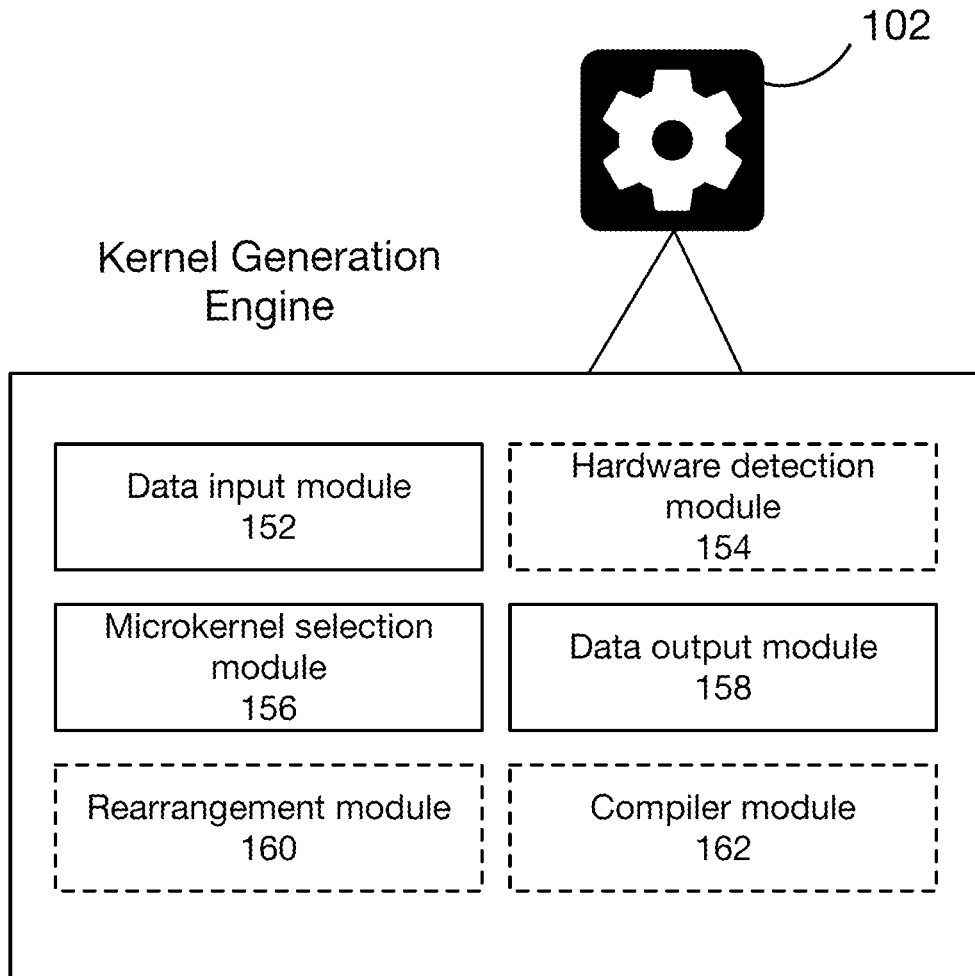 102
Kernel Generation
Engine
Data input module
152
Hardware detection
module
154
Microkernel selection
module
156
Data output module
158
Rearrangement module
160
Compiler module
162